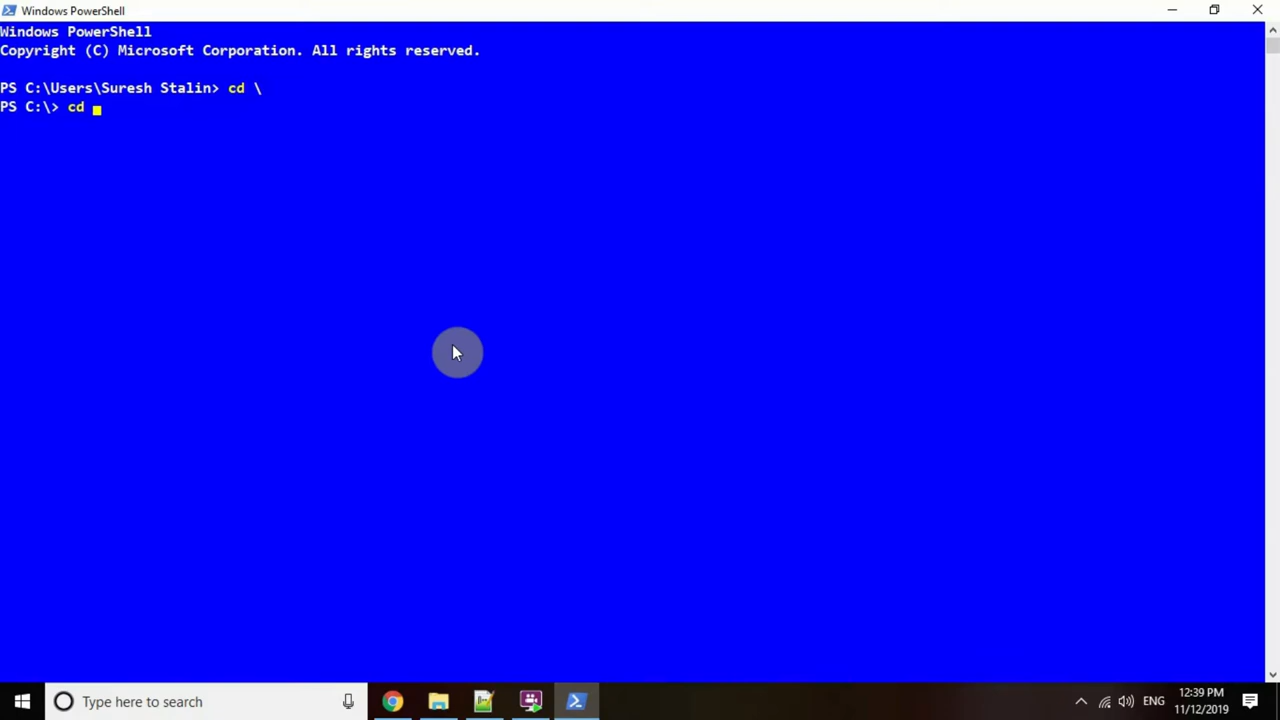 Windows PowerShell
Windows PowerShell
Copyright (C) Microsoft Corporation. All rights reserved.
PS C:\Users\Suresh Stalin> cd \
PS C:\> cd
Type here to search
ENG
12:39 PM
11/12/2019